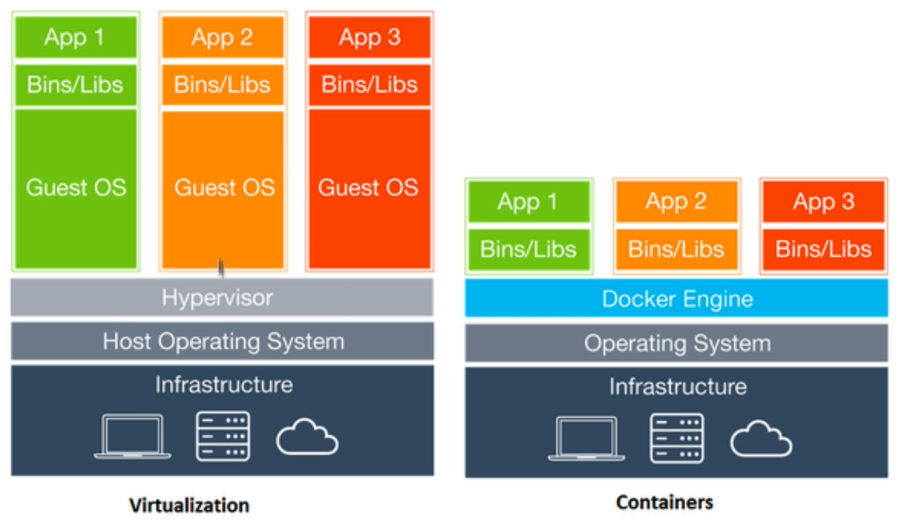 App 1
App 2
App 3
Bins/Libs
Bins/Libs
Bins/Libs
Guest OS
Guest OS
Guest OS
Hypervisor
Host Operating System
Infrastructure
Virtualization
App 1
App 2
App 3
Bins/Libs
Bins/Libs
Bins/Libs
Docker Engine
Operating System
Infrastructure
Containers